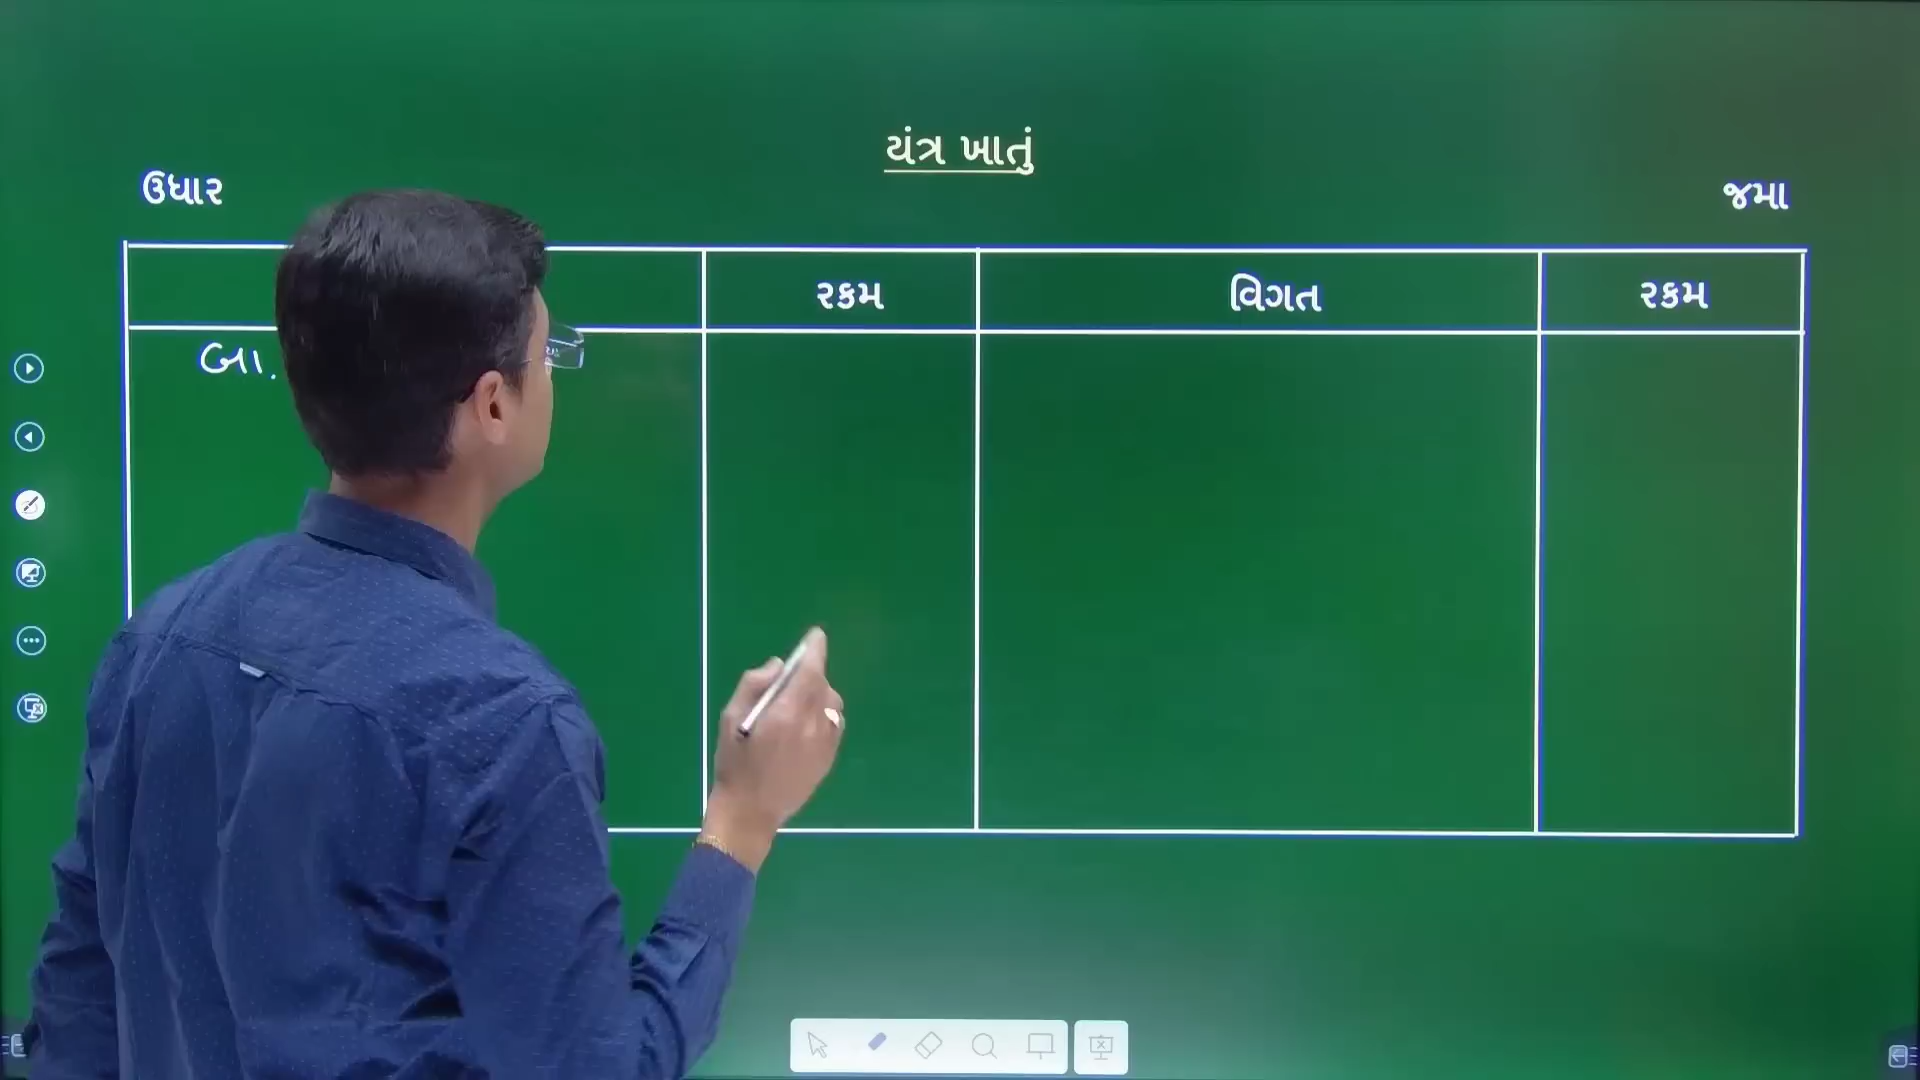 યંત્ર ખાતું
ઉધાર
જમા
રકમ
વિગત
રકમ
બા.